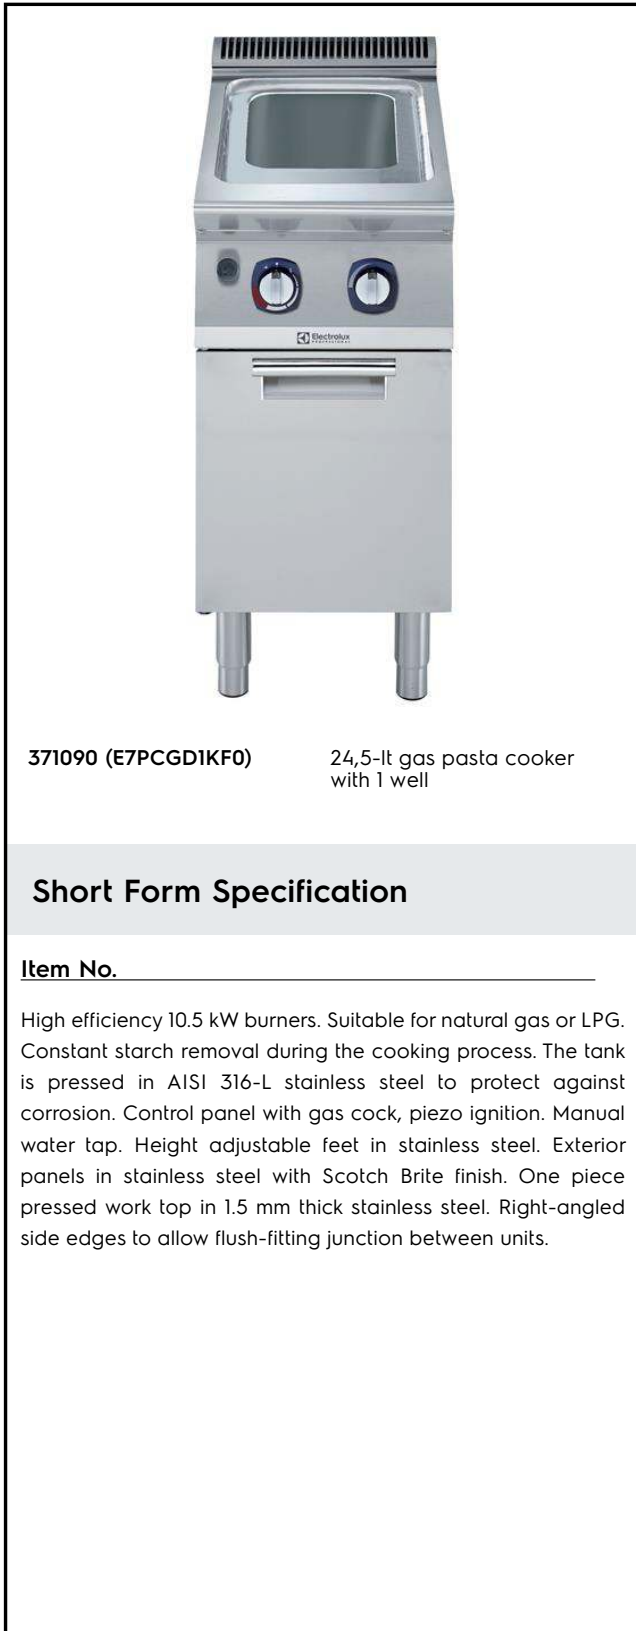 Electrolux
PROFESSIONAL
371090 (E7PCGD1KF0)
24,5-lt gas pasta cooker
with 1 well
Short Form Specification
Item No.
High efficiency 10.5 kW burners. Suitable for natural gas or LPG.
Constant starch removal during the cooking process. The tank
is pressed in AISI 316-L stainless steel to protect against
corrosion. Control panel with gas cock, piezo ignition. Manual
water tap. Height adjustable feet in stainless steel. Exterior
panels in stainless steel with Scotch Brite finish. One piece
pressed work top in 1.5 mm thick stainless steel. Right-angled
side edges to allow flush-fitting junction between units.